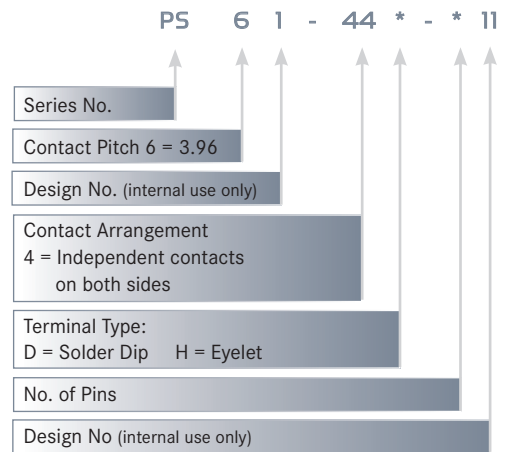 PS 6 1 - 44 * - * 11
Series No.
Contact Pitch 6 = 3.96
Design No. (internal use only)
Contact Arrangement
4 = Independent contacts
on both sides
Terminal Type:
D = Solder Dip H = Eyelet
No. of Pins
Design No (internal use only)